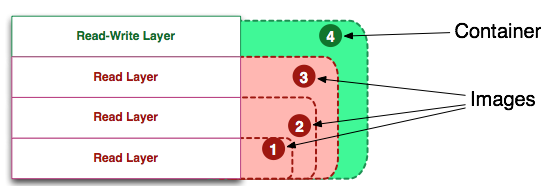 Read-Write Layer
4
Container
Read Layer
3
Images
Read Layer
2
Read Layer
1